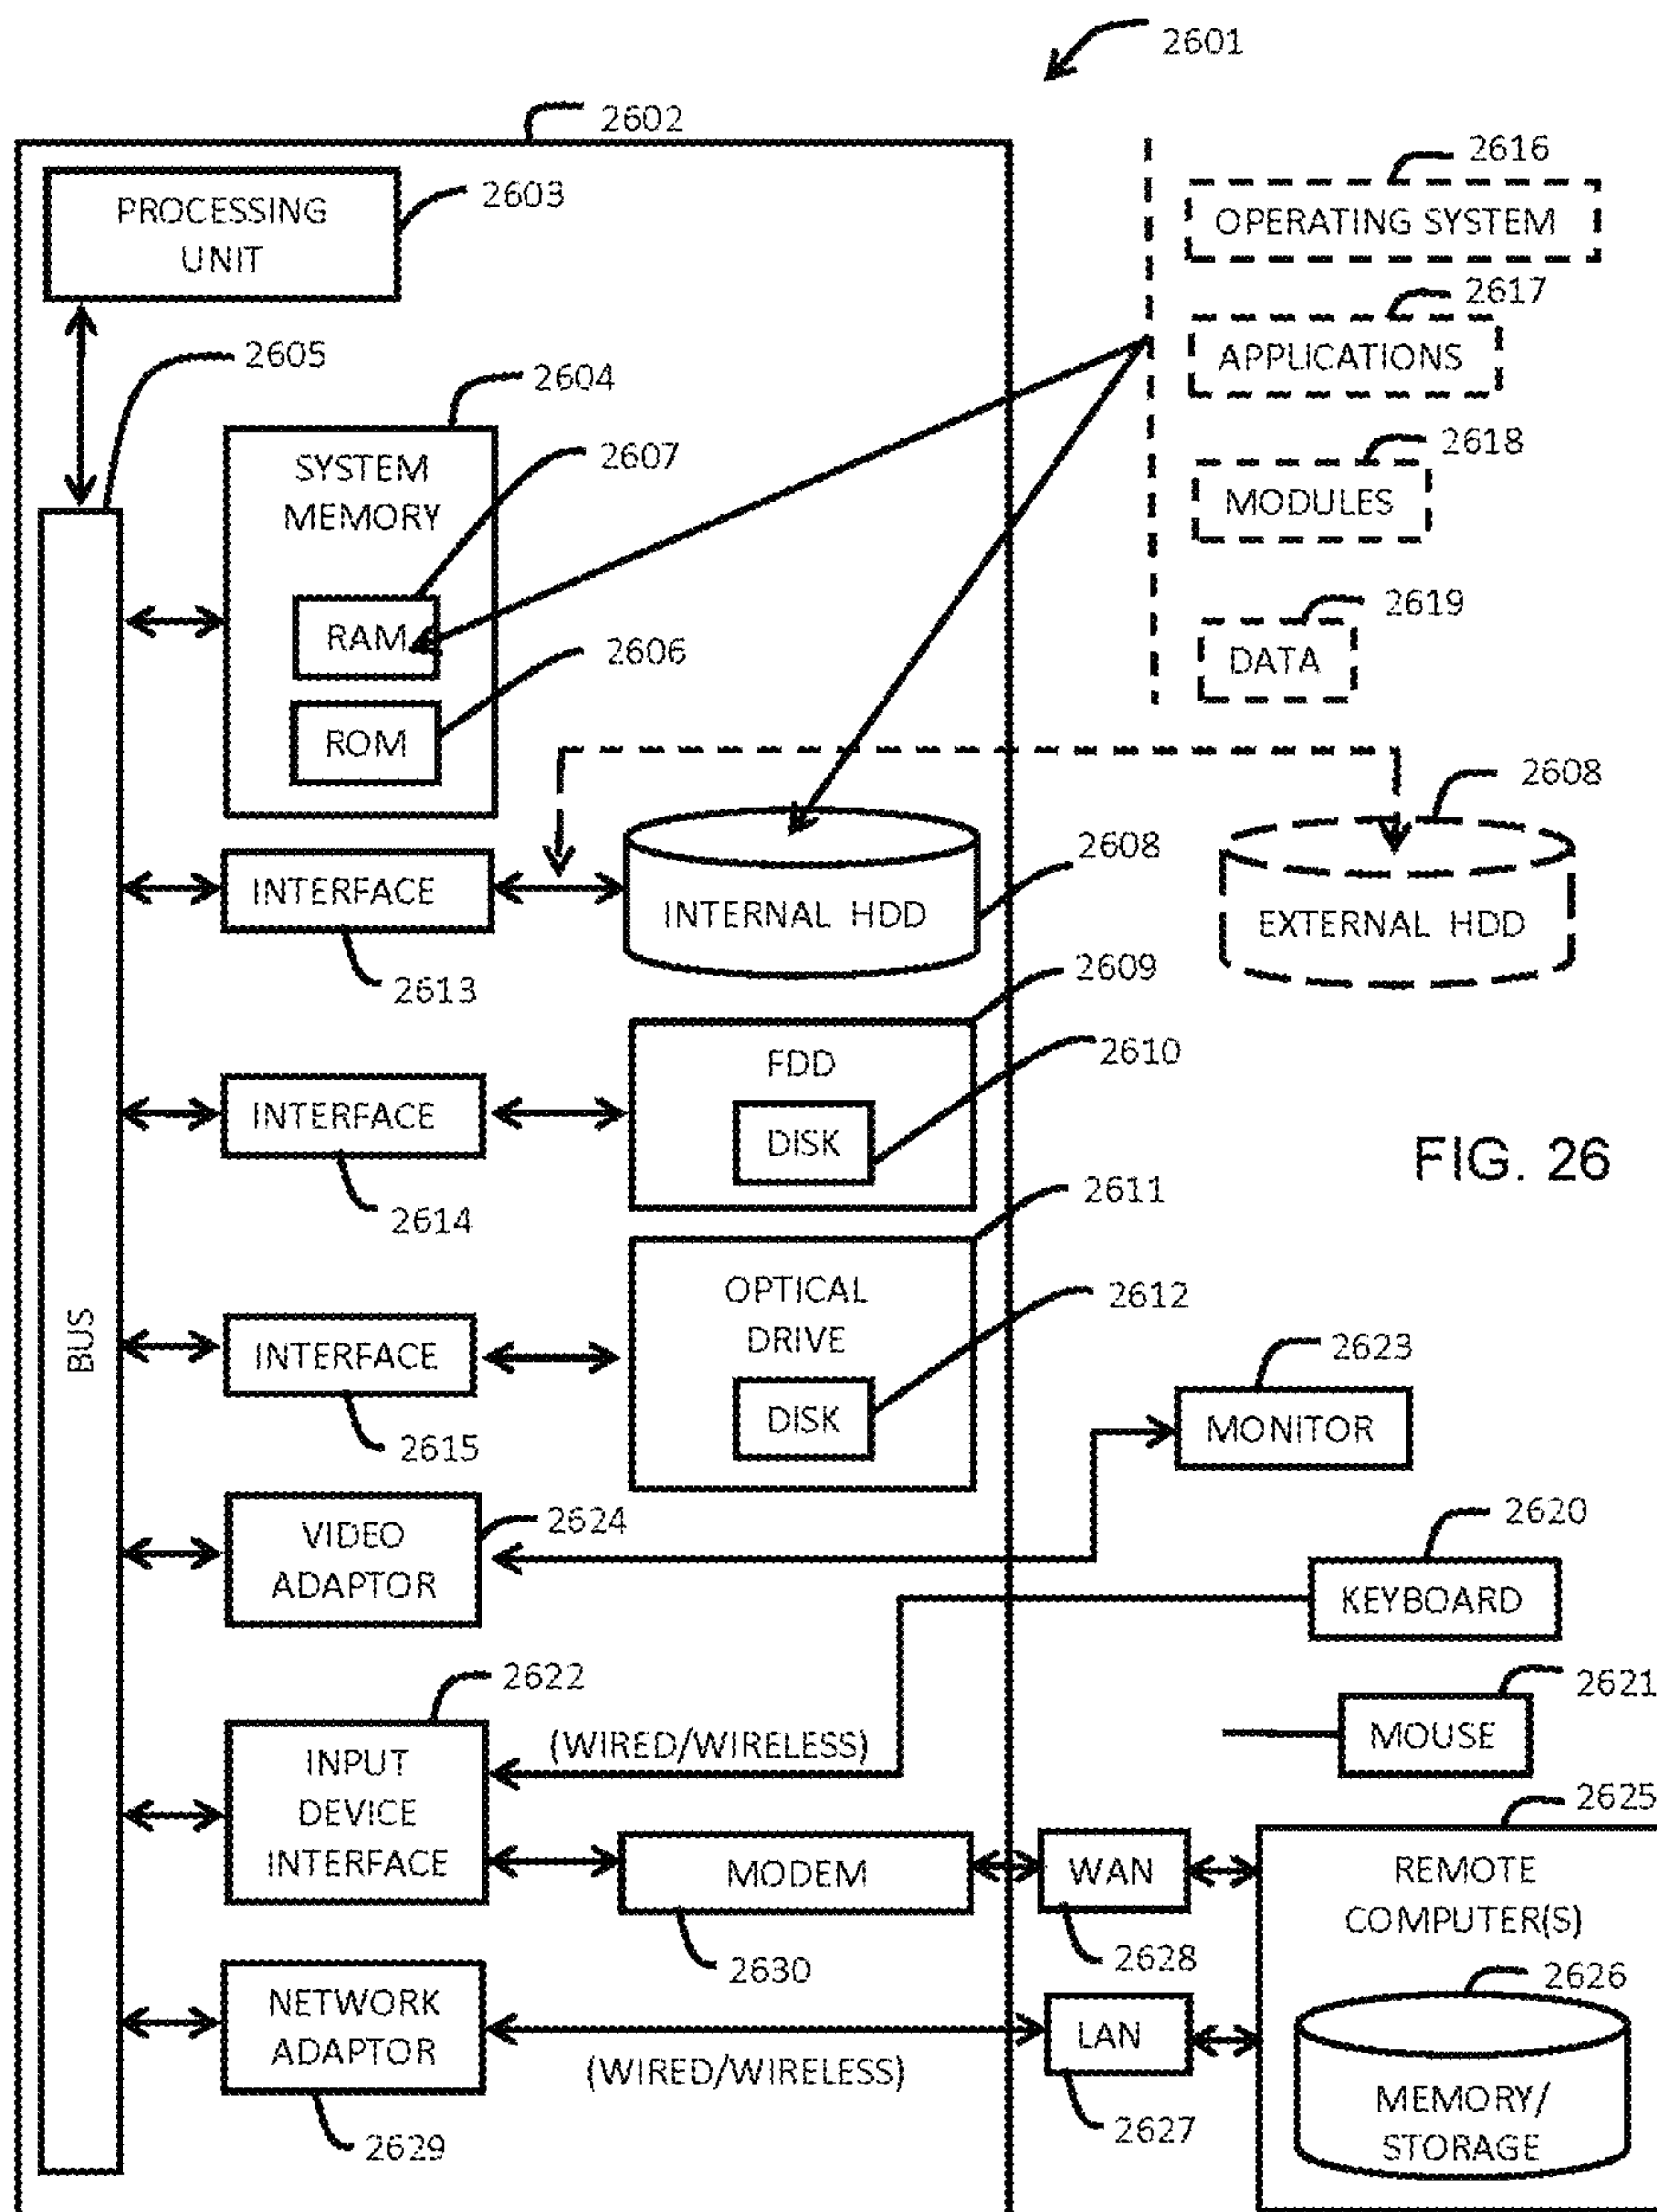 2601
2602
2616
PROCESSING
UNIT
2603
OPERATING SYSTEM
2617
2605
2604
APPLICATIONS
SYSTEM
MEMORY
2607
2618
MODULES
RAM
2606
2619
DATA
ROM
2608
2608
INTERFACE
INTERNAL HDD
EXTERNAL HDD
2613
2609
FDD
2610
INTERFACE
DISK
FIG. 26
2614
2611
OPTICAL
DRIVE
2612
BUS
INTERFACE
2623
DISK
MONITOR
2615
2624
VIDEO
ADAPTOR
2620
KEYBOARD
2622
2621
(WIRED/WIRELESS)
MOUSE
INPUT
DEVICE
INTERFACE
2625
MODEM
WAN
REMOTE
COMPUTER(S)
2630
2628
2626
NETWORK
ADAPTOR
LAN
(WIRED/WIRELESS)
MEMORY/
STORAGE
2629
2627